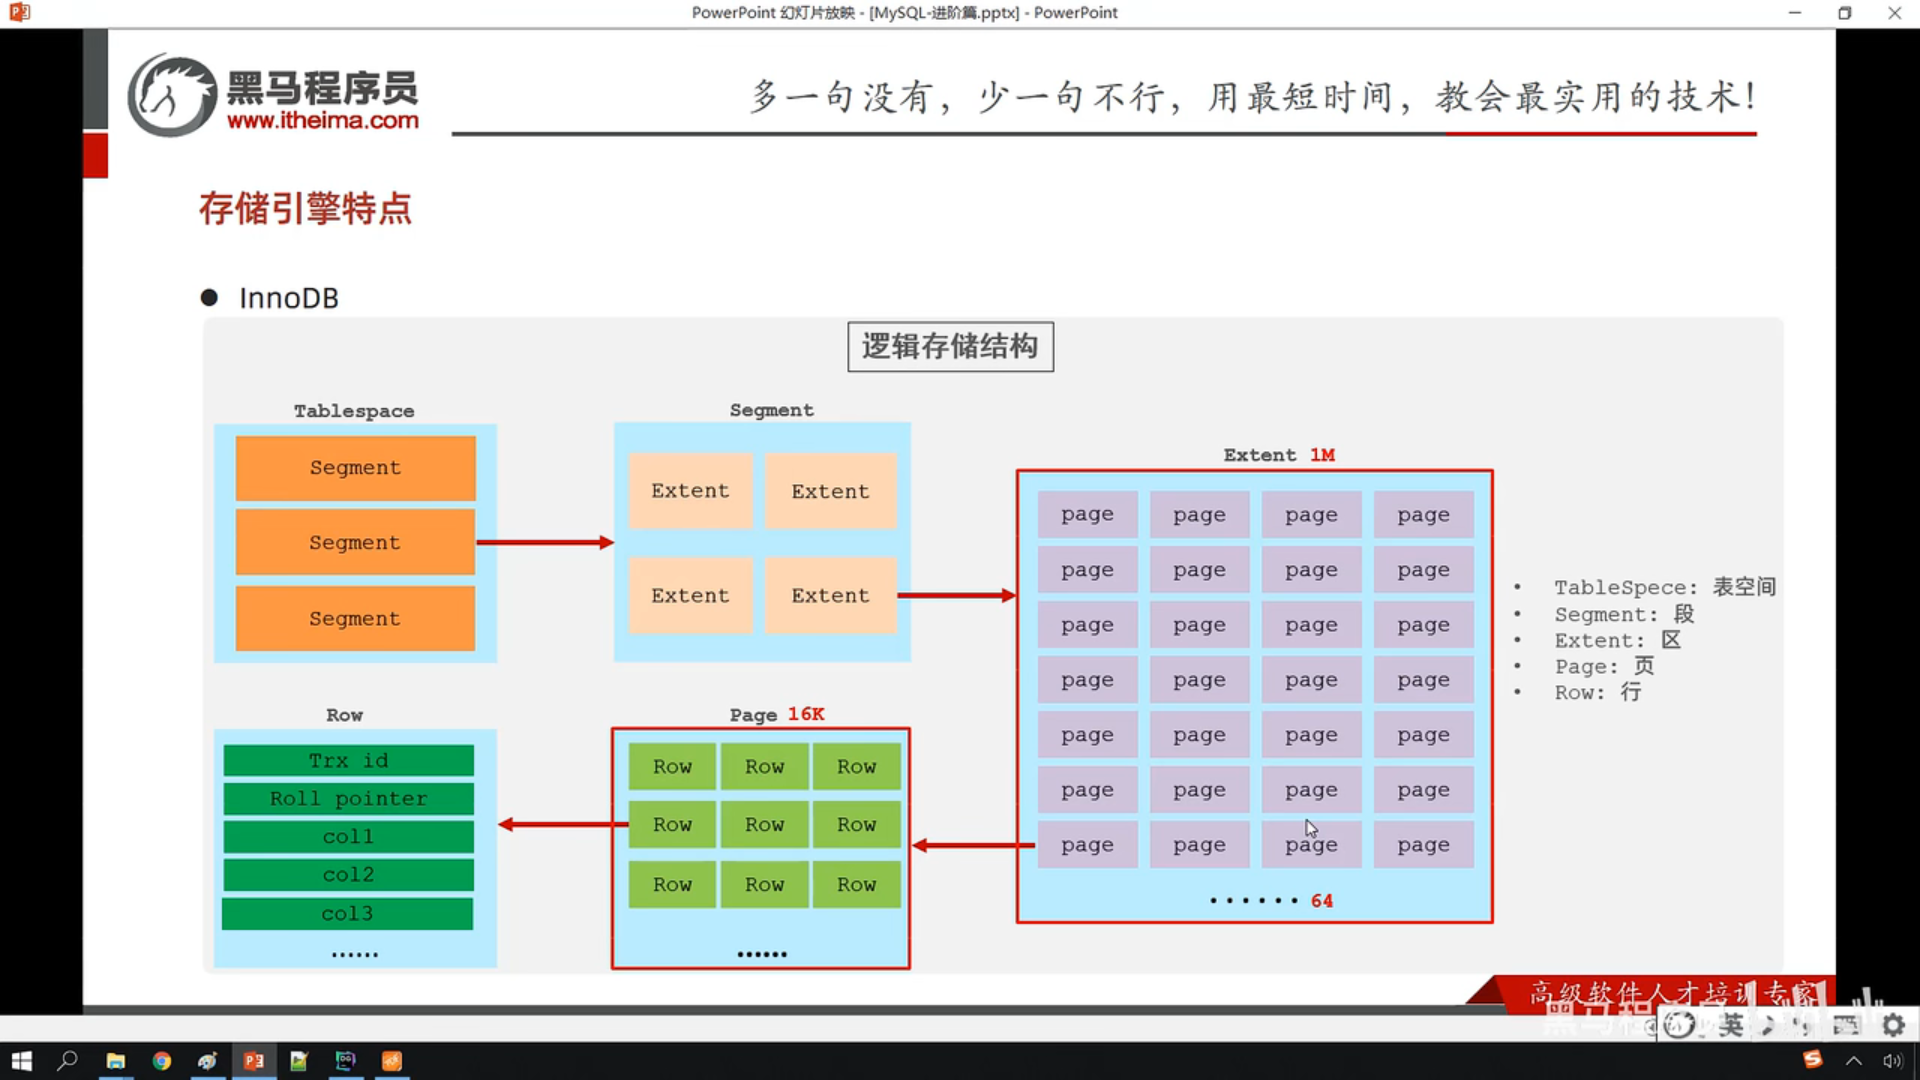 PowerPoint 幻灯片放映 - [MySQL-进阶篇.pptx] - PowerPoint
黑马程序员
www.itheima.com
多一句没有，少一句不行，用最短时间，教会最实用的技术！
存储引擎特点
● InnoDB
逻辑存储结构
Tablespace
Segment
Segment
Segment
Segment
Extent Extent
Extent Extent
Extent 1M
page page page page
page page page page
page page page page
page page page page
page page page page
page page page page
page page page page
······ 64
• TableSpece: 表空间
• Segment: 段
• Extent: 区
• Page: 页
• Row: 行
Page 16K
Row Row Row
Row Row Row
Row Row Row
······
Row
Trx id
Roll pointer
col1
col2
col3
······
高级软件人才培训专家
英